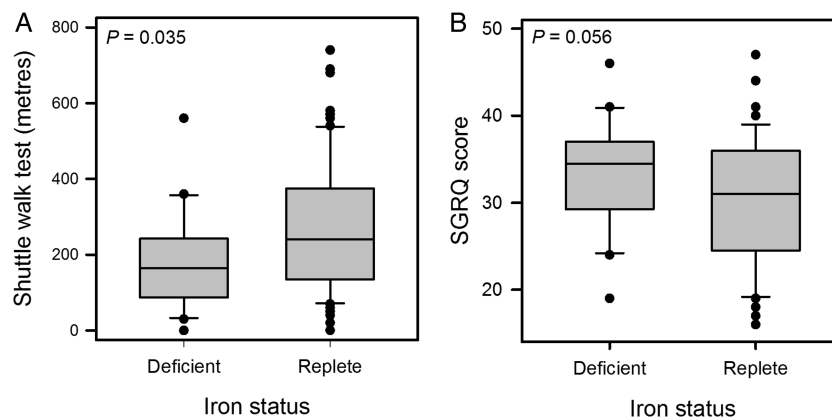 A
P = 0.035
Shuttle walk test (metres)
800
600
400
200
0
Deficient
Replete
Iron status
B
P = 0.056
SGRQ score
50
40
30
20
Deficient
Replete
Iron status